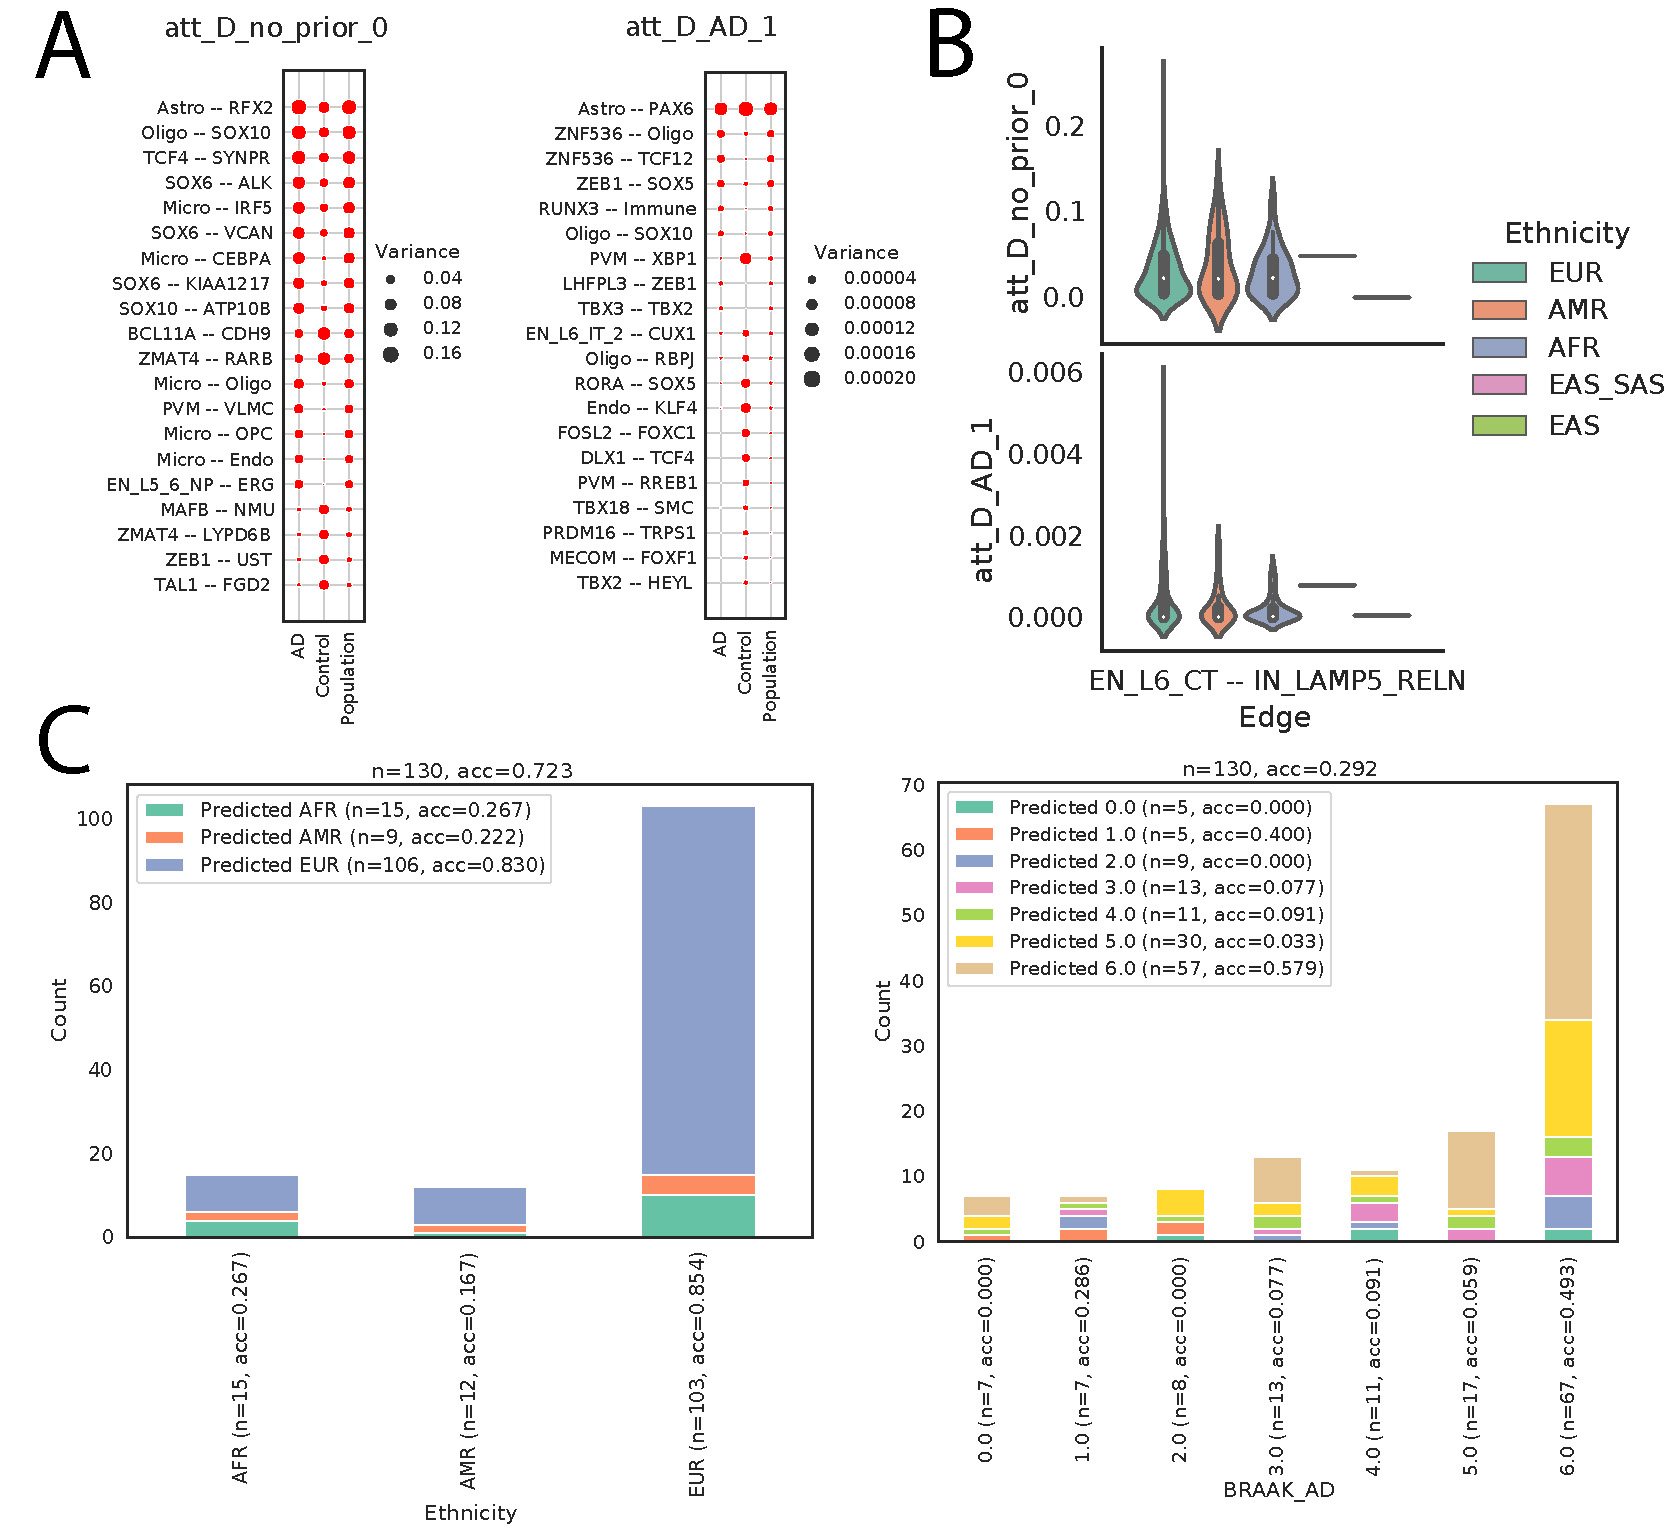 A
att_D_no_prior_0
Astro -- RFX2
Oligo -- SOX10
TCF4 -- SYNPR
SOX6 -- ALK
Micro -- IRF5
SOX6 -- VCAN
Micro -- CEBPA
SOX6 -- KIAA1217
SOX10 -- ATP10B
BCL11A -- CDH9
ZMAT4 -- RARB
Micro -- Oligo
PVM -- VLMC
Micro -- OPC
Micro -- Endo
EN_L5_6_NP -- ERG
MAFB -- NMU
ZMAT4 -- LYPD6B
ZEB1 -- UST
TAL1 -- FGD2
AD
Control
Population
Variance
0.04
0.08
0.12
0.16
att_D_AD_1
Astro -- PAX6
ZNF536 -- Oligo
ZNF536 -- TCF12
ZEB1 -- SOX5
RUNX3 -- Immune
Oligo -- SOX10
PVM -- XBP1
LHFPL3 -- ZEB1
TBX3 -- TBX2
EN_L6_IT_2 -- CUX1
Oligo -- RBPJ
RORA -- SOX5
Endo -- KLF4
FOSL2 -- FOXC1
DLX1 -- TCF4
PVM -- RREB1
TBX18 -- SMC
PRDM16 -- TRPS1
MECOM -- FOXF1
TBX2 -- HEYL
AD
Control
Population
Variance
0.00004
0.00008
0.00012
0.00016
0.00020
B
att_D_no_prior_0
0.2
0.1
0.0
att_D_AD_1
0.006
0.004
0.002
0.000
EN_L6_CT -- IN_LAMP5_RELN
Edge
Ethnicity
EUR
AMR
AFR
EAS_SAS
EAS
C
n=130, acc=0.723
Predicted AFR (n=15, acc=0.267)
Predicted AMR (n=9, acc=0.222)
Predicted EUR (n=106, acc=0.830)
Count
100
80
60
40
20
0
AFR (n=15, acc=0.267)
AMR (n=12, acc=0.167)
EUR (n=103, acc=0.854)
Ethnicity
n=130, acc=0.292
Predicted 0.0 (n=5, acc=0.000)
Predicted 1.0 (n=5, acc=0.400)
Predicted 2.0 (n=9, acc=0.000)
Predicted 3.0 (n=13, acc=0.077)
Predicted 4.0 (n=11, acc=0.091)
Predicted 5.0 (n=30, acc=0.033)
Predicted 6.0 (n=57, acc=0.579)
Count
70
60
50
40
30
20
10
0
0.0 (n=7, acc=0.000)
1.0 (n=7, acc=0.286)
2.0 (n=8, acc=0.000)
3.0 (n=13, acc=0.077)
4.0 (n=11, acc=0.091)
5.0 (n=17, acc=0.059)
6.0 (n=67, acc=0.493)
BRAAK_AD